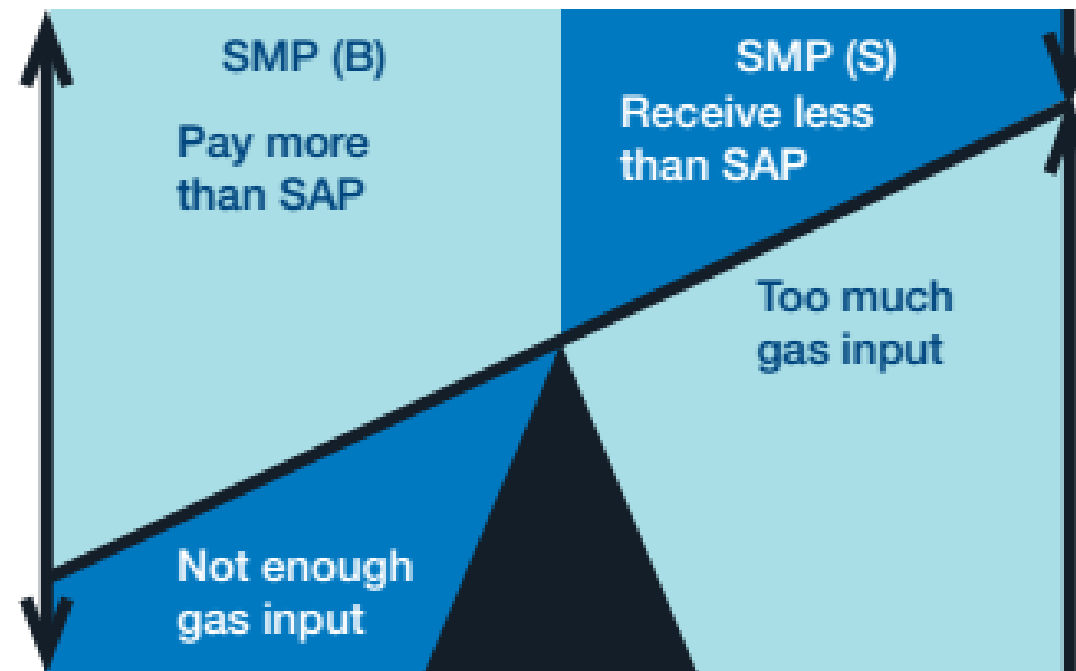 SMP (B)
Pay more
than SAP
SMP (S)
Receive less
than SAP
Too much
gas input
Not enough
gas input